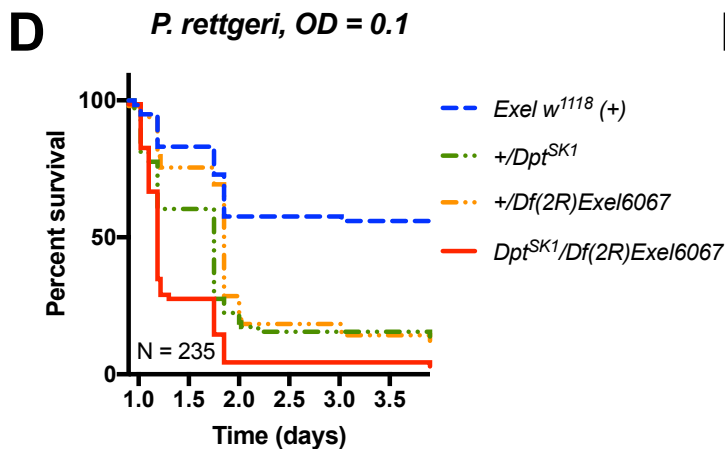 D
P. rettgeri, OD = 0.1
Percent survival
100
50
0
N = 235
1.0 1.5 2.0 2.5 3.0 3.5
Time (days)
Exel w1118 (+)
+/DptSK1
+/Df(2R)Exel6067
DptSK1/Df(2R)Exel6067